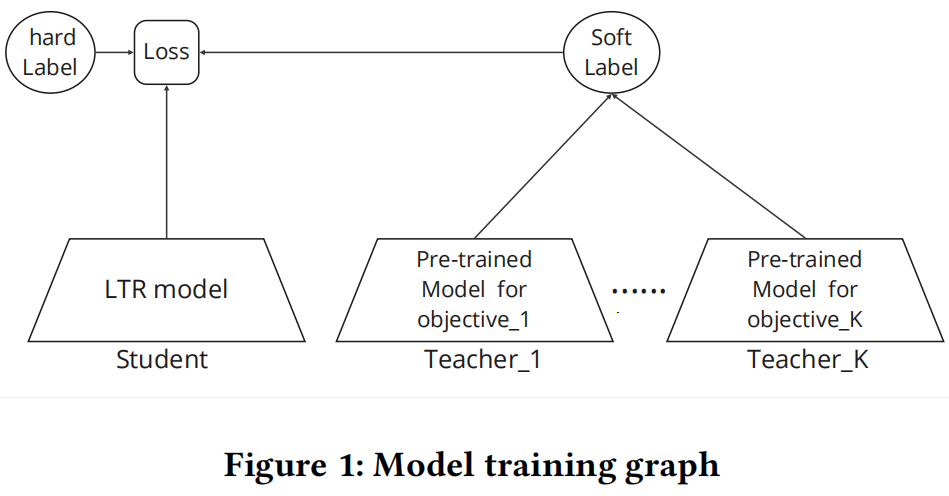 hard
Label
Loss
Soft
Label
LTR model
Student
Pre-trained
Model for
objective_1
Teacher_1
......
Pre-trained
Model for
objective_K
Teacher_K
Figure 1: Model training graph